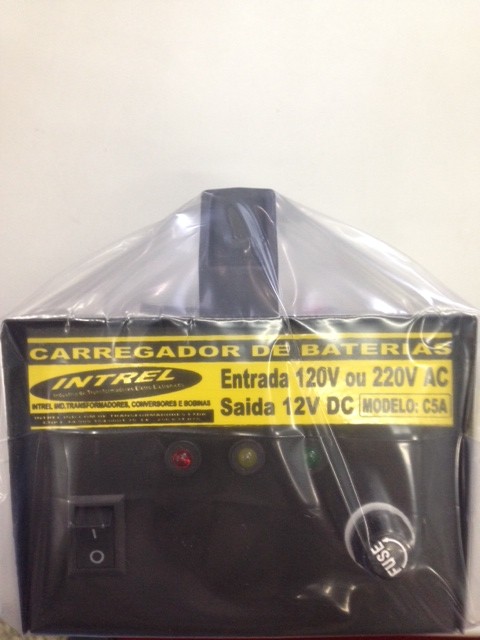 CARREGADOR DE BATERIAS
INTREL
Entrada 120V ou 220V AC
INTREL IND.TRANSFORMADORES, CONVERSORES E BOBINAS
Saida 12V DC MODELO: C5A
I
O
FUSE